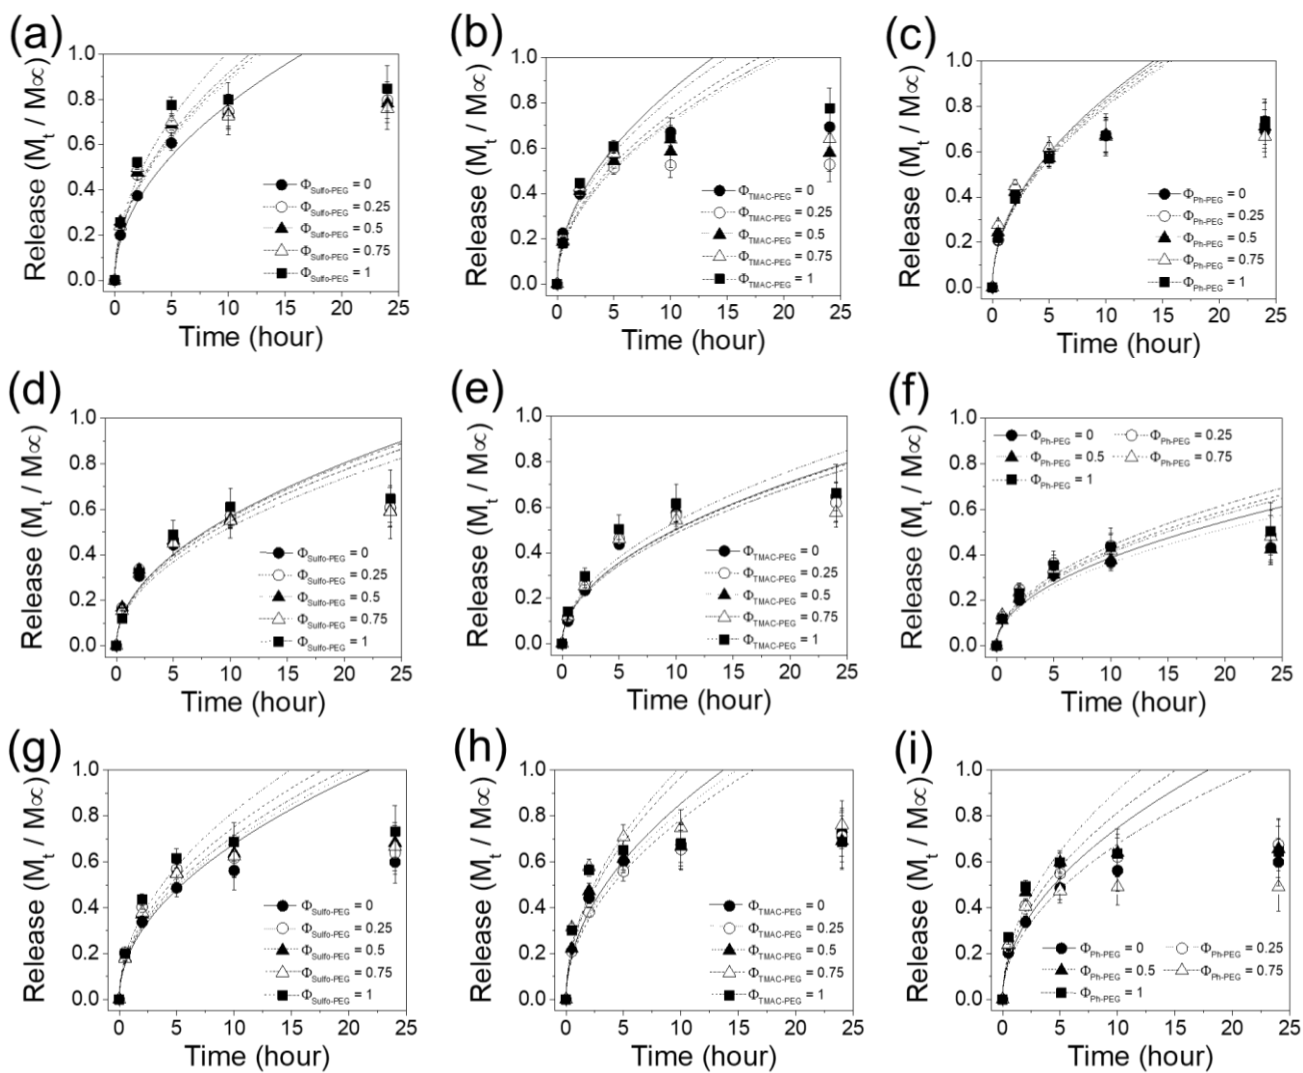 (a)
Release (Mt / M∝)
1.0
0.8
0.6
0.4
0.2
0.0
ΦSulfo-PEG = 0
ΦSulfo-PEG = 0.25
ΦSulfo-PEG = 0.5
ΦSulfo-PEG = 0.75
ΦSulfo-PEG = 1
0 5 10 15 20 25
Time (hour)
(b)
Release (Mt / M∝)
1.0
0.8
0.6
0.4
0.2
0.0
ΦTMAC-PEG = 0
ΦTMAC-PEG = 0.25
ΦTMAC-PEG = 0.5
ΦTMAC-PEG = 0.75
ΦTMAC-PEG = 1
0 5 10 15 20 25
Time (hour)
(c)
Release (Mt / M∝)
1.0
0.8
0.6
0.4
0.2
0.0
ΦPh-PEG = 0
ΦPh-PEG = 0.25
ΦPh-PEG = 0.5
ΦPh-PEG = 0.75
ΦPh-PEG = 1
0 5 10 15 20 25
Time (hour)
(d)
Release (Mt / M∝)
1.0
0.8
0.6
0.4
0.2
0.0
ΦSulfo-PEG = 0
ΦSulfo-PEG = 0.25
ΦSulfo-PEG = 0.5
ΦSulfo-PEG = 0.75
ΦSulfo-PEG = 1
0 5 10 15 20 25
Time (hour)
(e)
Release (Mt / M∝)
1.0
0.8
0.6
0.4
0.2
0.0
ΦTMAC-PEG = 0
ΦTMAC-PEG = 0.25
ΦTMAC-PEG = 0.5
ΦTMAC-PEG = 0.75
ΦTMAC-PEG = 1
0 5 10 15 20 25
Time (hour)
(f)
Release (Mt / M∝)
1.0
0.8
0.6
0.4
0.2
0.0
ΦPh-PEG = 0 ΦPh-PEG = 0.25
ΦPh-PEG = 0.5 ΦPh-PEG = 0.75
ΦPh-PEG = 1
0 5 10 15 20 25
Time (hour)
(g)
Release (Mt / M∝)
1.0
0.8
0.6
0.4
0.2
0.0
ΦSulfo-PEG = 0
ΦSulfo-PEG = 0.25
ΦSulfo-PEG = 0.5
ΦSulfo-PEG = 0.75
ΦSulfo-PEG = 1
0 5 10 15 20 25
Time (hour)
(h)
Release (Mt / M∝)
1.0
0.8
0.6
0.4
0.2
0.0
ΦTMAC-PEG = 0
ΦTMAC-PEG = 0.25
ΦTMAC-PEG = 0.5
ΦTMAC-PEG = 0.75
ΦTMAC-PEG = 1
0 5 10 15 20 25
Time (hour)
(i)
Release (Mt / M∝)
1.0
0.8
0.6
0.4
0.2
0.0
ΦPh-PEG = 0 ΦPh-PEG = 0.25
ΦPh-PEG = 0.5 ΦPh-PEG = 0.75
ΦPh-PEG = 1
0 5 10 15 20 25
Time (hour)